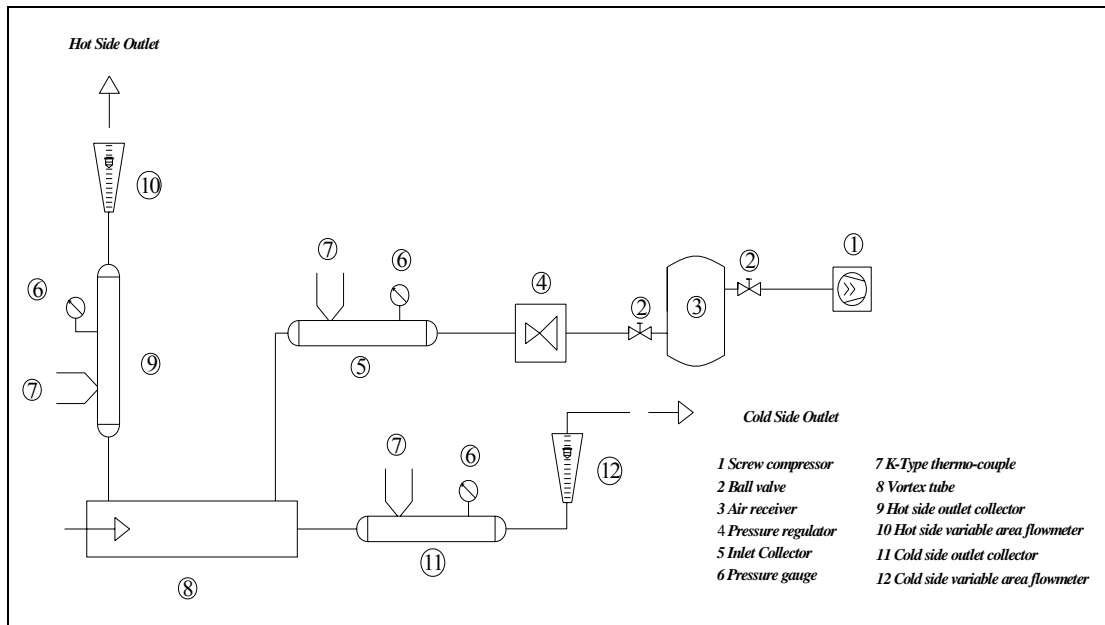 Hot Side Outlet
10
7
6
4
2
3
2
1
6
9
7
5
Cold Side Outlet
7
6
12
11
8
1 Screw compressor
2 Ball valve
3 Air receiver
4 Pressure regulator
5 Inlet Collector
6 Pressure gauge
7 K-Type thermo-couple
8 Vortex tube
9 Hot side outlet collector
10 Hot side variable area flowmeter
11 Cold side outlet collector
12 Cold side variable area flowmeter